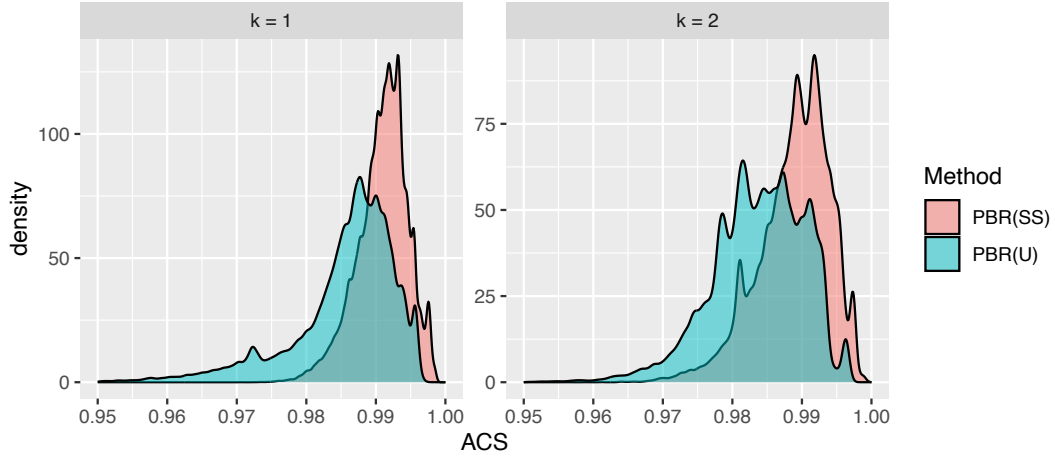 k = 1
k = 2
density
100
50
0
75
50
25
0
0.95 0.96 0.97 0.98 0.99 1.00
0.95 0.96 0.97 0.98 0.99 1.00
ACS
Method
PBR(SS)
PBR(U)